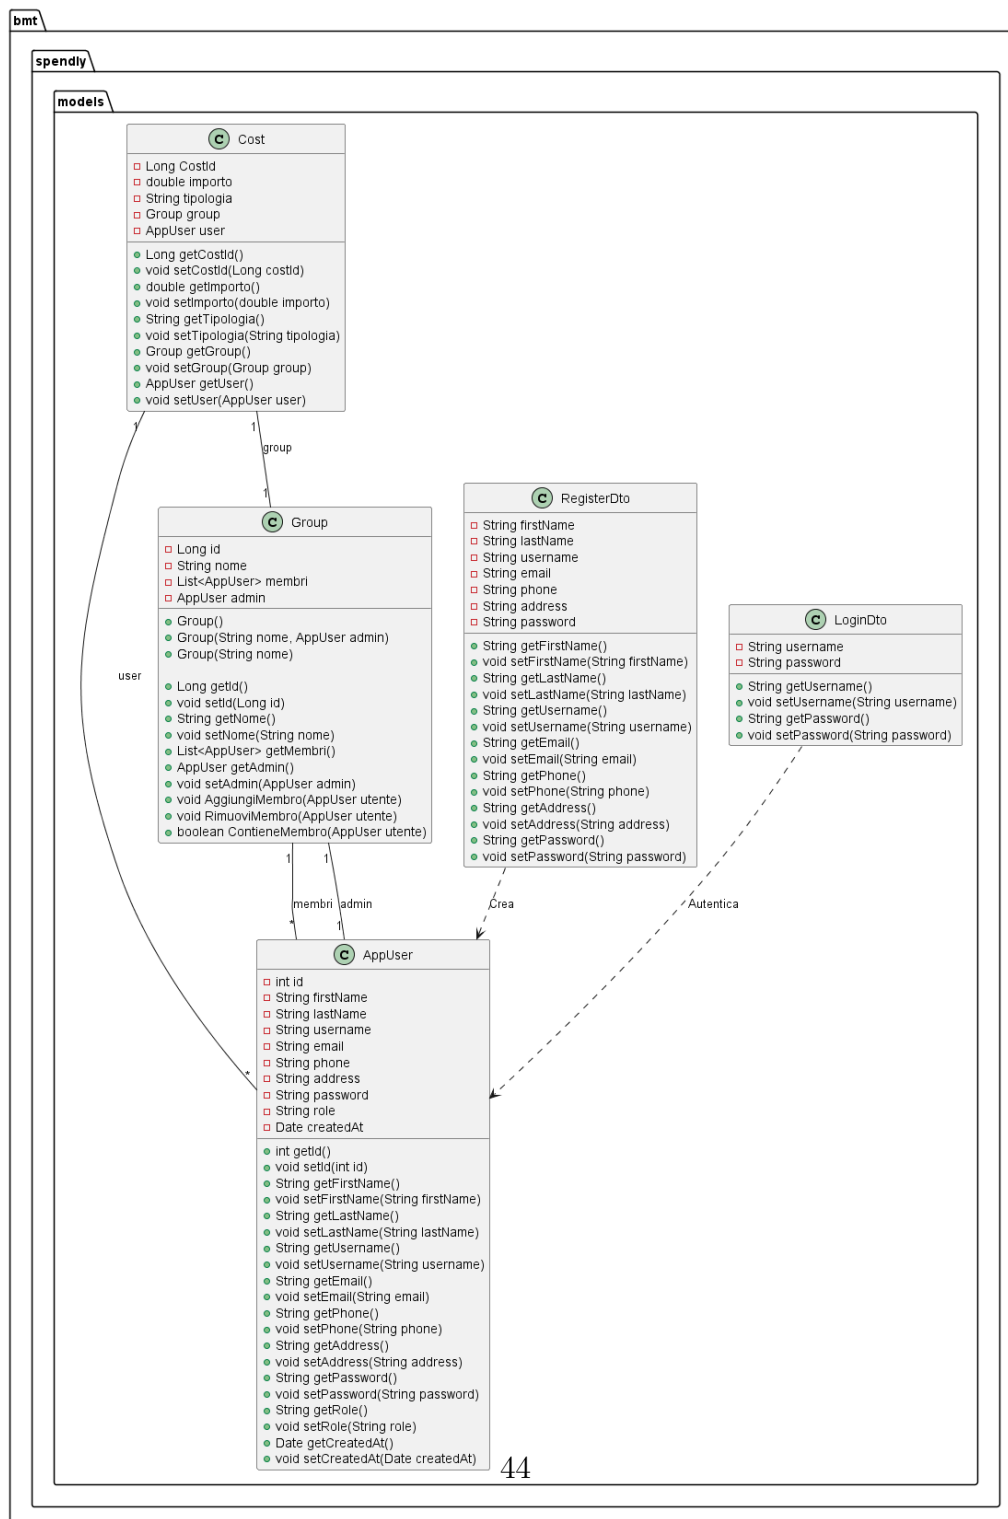 bmt
spendly
models
C Cost
Long CostId
double importo
String tipologia
Group group
AppUser user
Long getCostId()
void setCostId(Long costId)
double getImporto()
void setImporto(double importo)
String getTipologia()
void setTipologia(String tipologia)
Group getGroup()
void setGroup(Group group)
AppUser getUser()
void setUser(AppUser user)
1
1
group
1
user
*
C Group
Long id
String nome
List<AppUser> membri
AppUser admin
Group()
Group(String nome, AppUser admin)
Group(String nome)
Long getId()
void setId(Long id)
String getNome()
void setNome(String nome)
List<AppUser> getMembri()
AppUser getAdmin()
void setAdmin(AppUser admin)
void AggiungiMembro(AppUser utente)
void RimuoviMembro(AppUser utente)
boolean ContieneMembro(AppUser utente)
1
1
membri
admin
*
1
C RegisterDto
String firstName
String lastName
String username
String email
String phone
String address
String password
String getFirstName()
void setFirstName(String firstName)
String getLastName()
void setLastName(String lastName)
String getUsername()
void setUsername(String username)
String getEmail()
void setEmail(String email)
String getPhone()
void setPhone(String phone)
String getAddress()
void setAddress(String address)
String getPassword()
void setPassword(String password)
Crea
C LoginDto
String username
String password
String getUsername()
void setUsername(String username)
String getPassword()
void setPassword(String password)
Autentica
C AppUser
int id
String firstName
String lastName
String username
String email
String phone
String address
String password
String role
Date createdAt
int getId()
void setId(int id)
String getFirstName()
void setFirstName(String firstName)
String getLastName()
void setLastName(String lastName)
String getUsername()
void setUsername(String username)
String getEmail()
void setEmail(String email)
String getPhone()
void setPhone(String phone)
String getAddress()
void setAddress(String address)
String getPassword()
void setPassword(String password)
String getRole()
void setRole(String role)
Date getCreatedAt()
void setCreatedAt(Date createdAt)
44